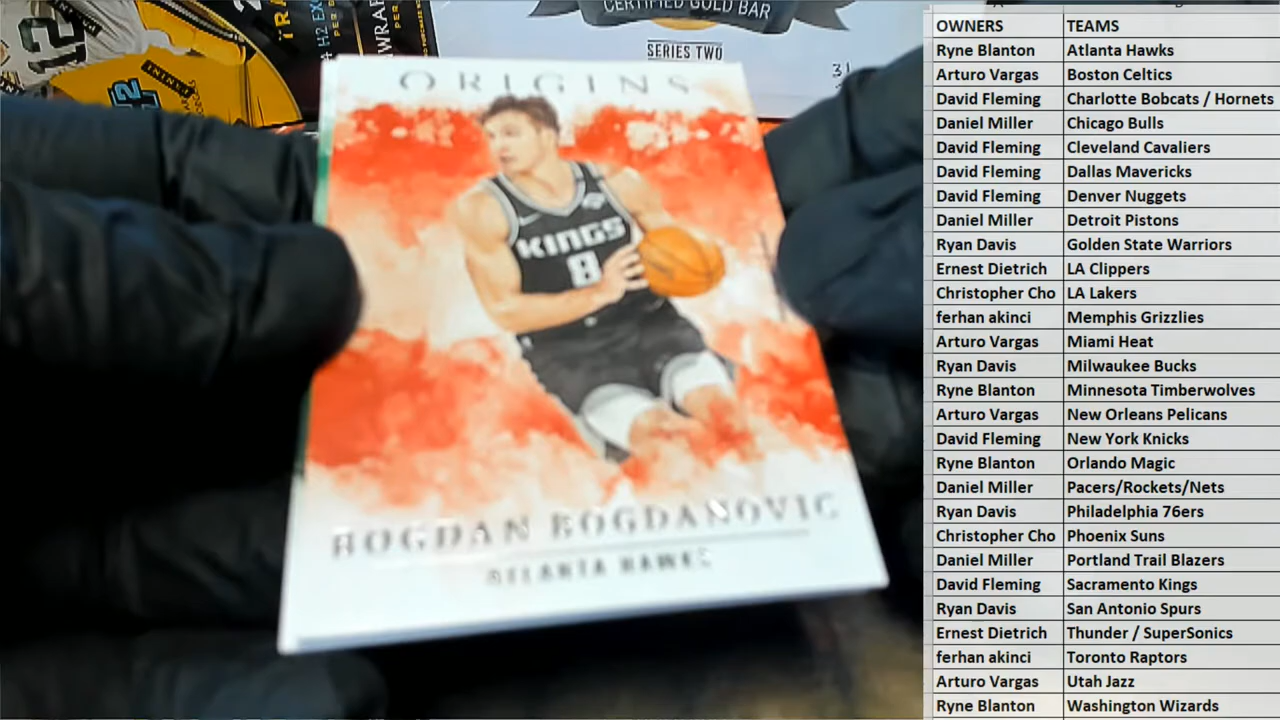 CERTIFIED GOLD BAR
SERIES TWO
12
ORIGINS
KINGS
8
BOGDAN BOGDANOVIC
ATLANTA HAWKS
OWNERS TEAMS
Ryne Blanton Atlanta Hawks
Arturo Vargas Boston Celtics
David Fleming Charlotte Bobcats / Hornets
Daniel Miller Chicago Bulls
David Fleming Cleveland Cavaliers
David Fleming Dallas Mavericks
David Fleming Denver Nuggets
Daniel Miller Detroit Pistons
Ryan Davis Golden State Warriors
Ernest Dietrich LA Clippers
Christopher Cho LA Lakers
ferhan akinci Memphis Grizzlies
Arturo Vargas Miami Heat
Ryan Davis Milwaukee Bucks
Ryne Blanton Minnesota Timberwolves
Arturo Vargas New Orleans Pelicans
David Fleming New York Knicks
Ryne Blanton Orlando Magic
Daniel Miller Pacers/Rockets/Nets
Ryan Davis Philadelphia 76ers
Christopher Cho Phoenix Suns
Daniel Miller Portland Trail Blazers
David Fleming Sacramento Kings
Ryan Davis San Antonio Spurs
Ernest Dietrich Thunder / SuperSonics
ferhan akinci Toronto Raptors
Arturo Vargas Utah Jazz
Ryne Blanton Washington Wizards